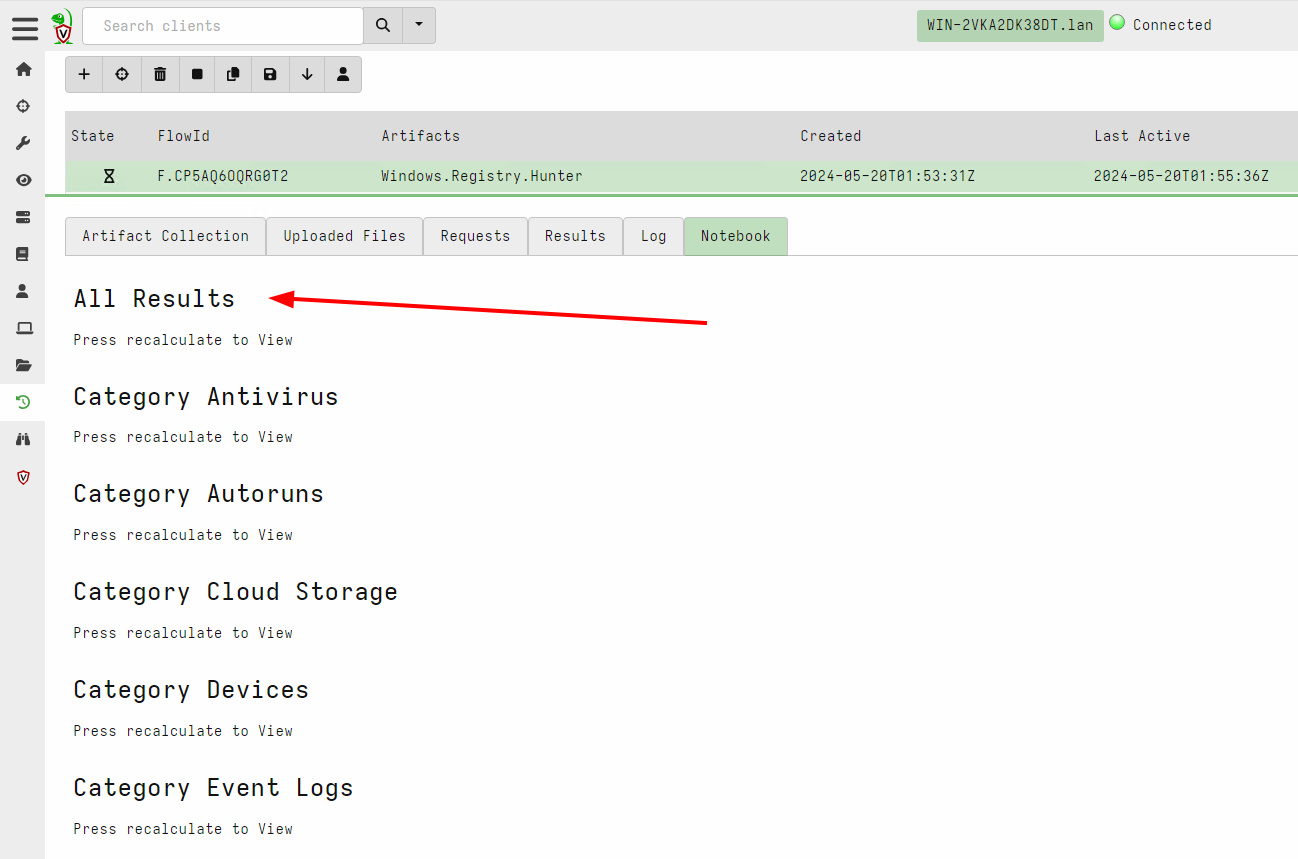 Search clients
WIN-2VKA2DK38DT.lan Connected
State FlowId Artifacts Created Last Active
F.CP5AQ6OQRG0T2 Windows.Registry.Hunter 2024-05-20T01:53:31Z 2024-05-20T01:55:36Z
Artifact Collection Uploaded Files Requests Results Log Notebook
All Results
Press recalculate to View
Category Antivirus
Press recalculate to View
Category Autoruns
Press recalculate to View
Category Cloud Storage
Press recalculate to View
Category Devices
Press recalculate to View
Category Event Logs
Press recalculate to View